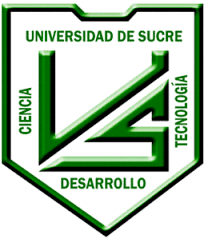 UNIVERSIDAD DE SUCRE
CIENCIA
TECNOLOGÍA
DESARROLLO